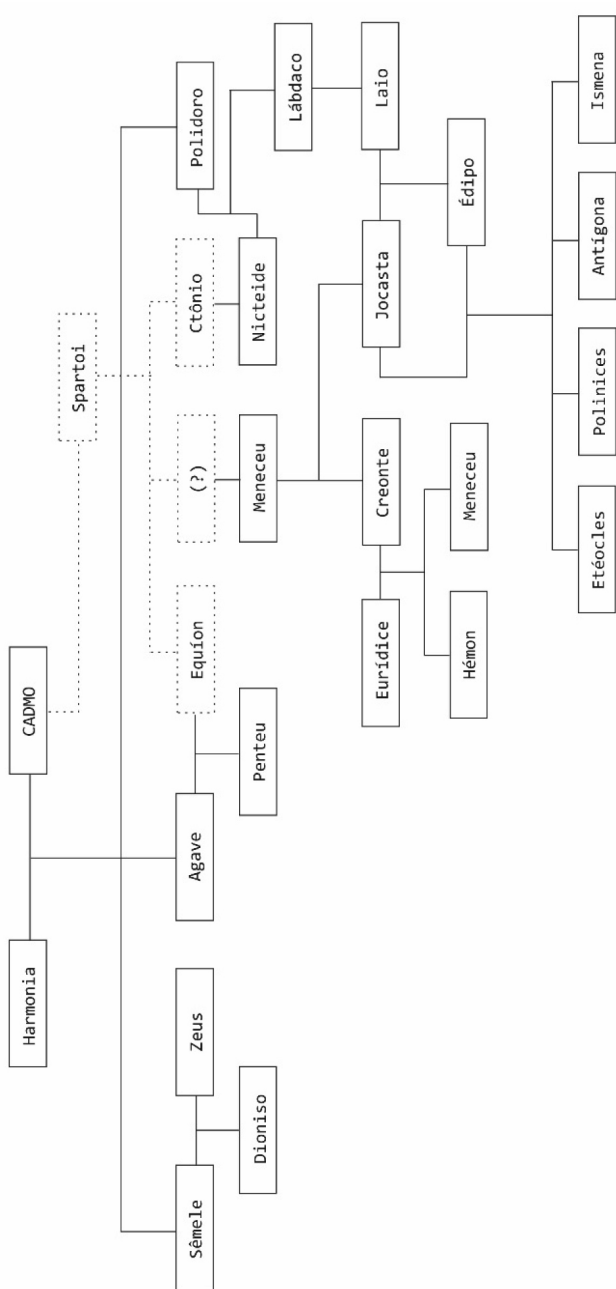 Harmonia
CADMO
Spartoi
Sêmele
Zeus
Agave
Equíon
(?)
Ctônio
Polidoro
Dioniso
Penteu
Meneceu
Nicteide
Lábdaco
Eurídice
Creonte
Jocasta
Laio
Hémon
Meneceu
Édipo
Etéocles
Polinices
Antígona
Ismena